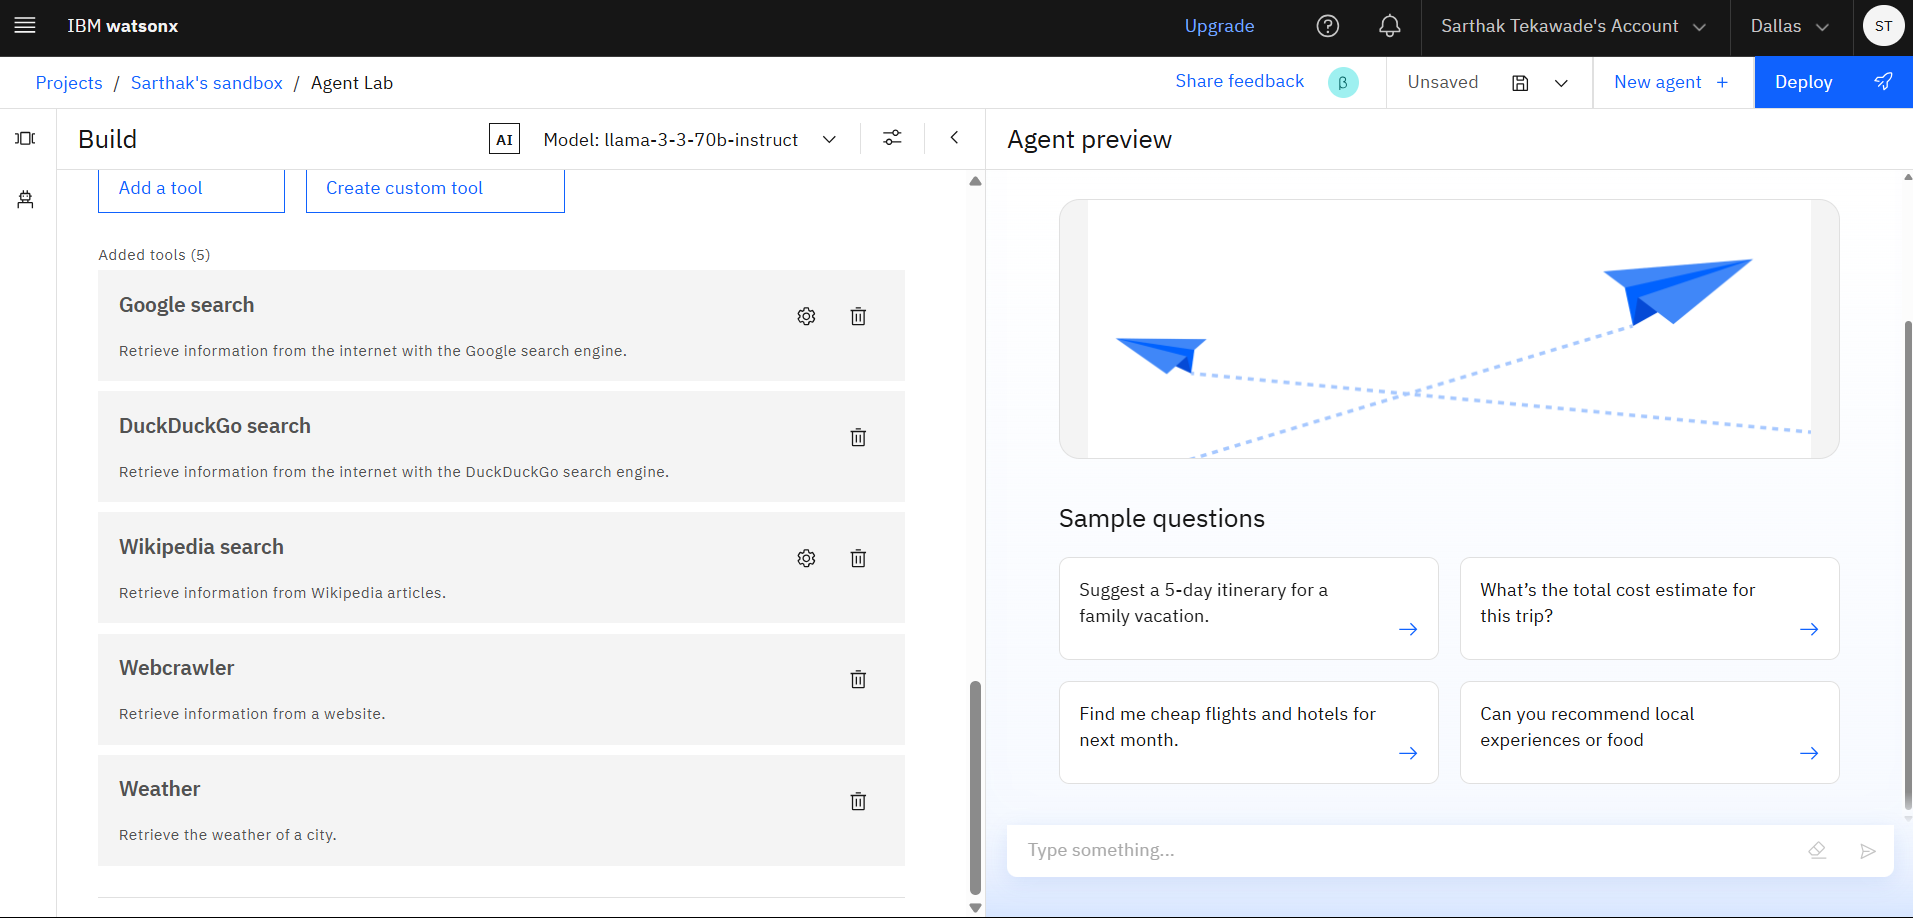 IBM watsonx
Upgrade
Sarthak Tekawade's Account
Dallas
ST
Projects / Sarthak's sandbox / Agent Lab
Share feedback
β
Unsaved
New agent +
Deploy
Build
AI
Model: llama-3-3-70b-instruct
Add a tool
Create custom tool
Added tools (5)
Google search
Retrieve information from the internet with the Google search engine.
DuckDuckGo search
Retrieve information from the internet with the DuckDuckGo search engine.
Wikipedia search
Retrieve information from Wikipedia articles.
Webcrawler
Retrieve information from a website.
Weather
Retrieve the weather of a city.
Agent preview
Sample questions
Suggest a 5-day itinerary for a
family vacation.
What’s the total cost estimate for
this trip?
Find me cheap flights and hotels for
next month.
Can you recommend local
experiences or food
Type something...